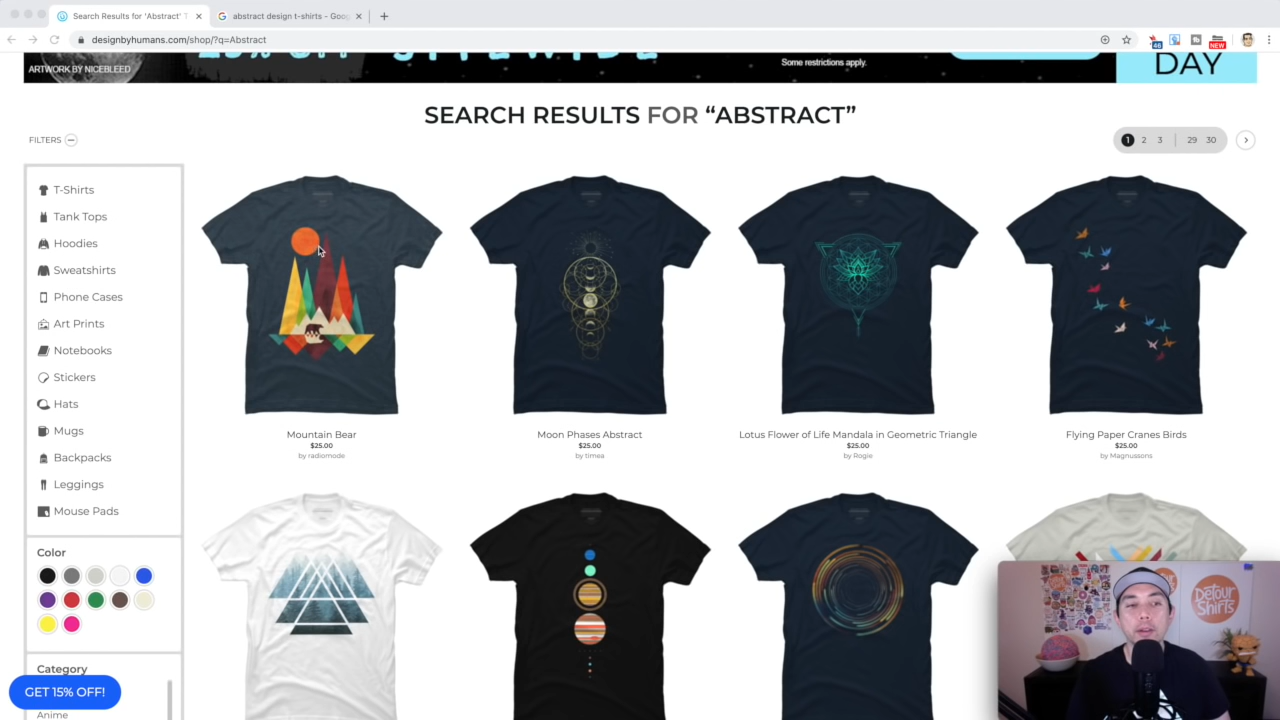 Search Results for 'Abstract' T
abstract design t-shirts - Goo
designbyhumans.com/shop/?q=Abstract
46
NEW
ARTWORK BY NICEBLEED
Some restrictions apply.
DAY
SEARCH RESULTS FOR “ABSTRACT”
FILTERS
1 2 3 29 30
T-Shirts
Tank Tops
Hoodies
Sweatshirts
Phone Cases
Art Prints
Notebooks
Stickers
Hats
Mugs
Backpacks
Leggings
Mouse Pads
Color
Category
Anime
GET 15% OFF!
Mountain Bear
$25.00
by radiomode
Moon Phases Abstract
$25.00
by timea
Lotus Flower of Life Mandala in Geometric Triangle
$25.00
by Rogie
Flying Paper Cranes Birds
$25.00
by Magnussons
DeTour
SHiRTS